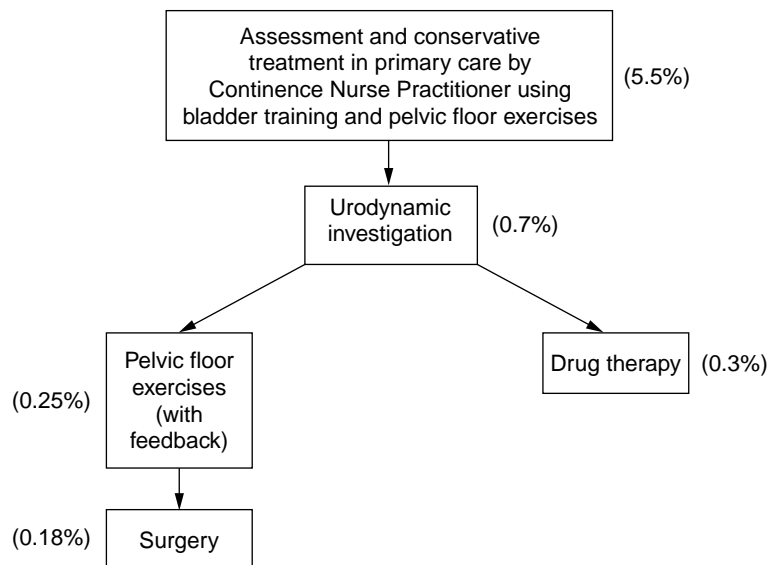 Assessment and conservative
treatment in primary care by
Continence Nurse Practitioner using
bladder training and pelvic floor exercises
(5.5%)
Urodynamic
investigation
(0.7%)
Pelvic floor
exercises
(with
feedback)
(0.25%)
Drug therapy
(0.3%)
Surgery
(0.18%)